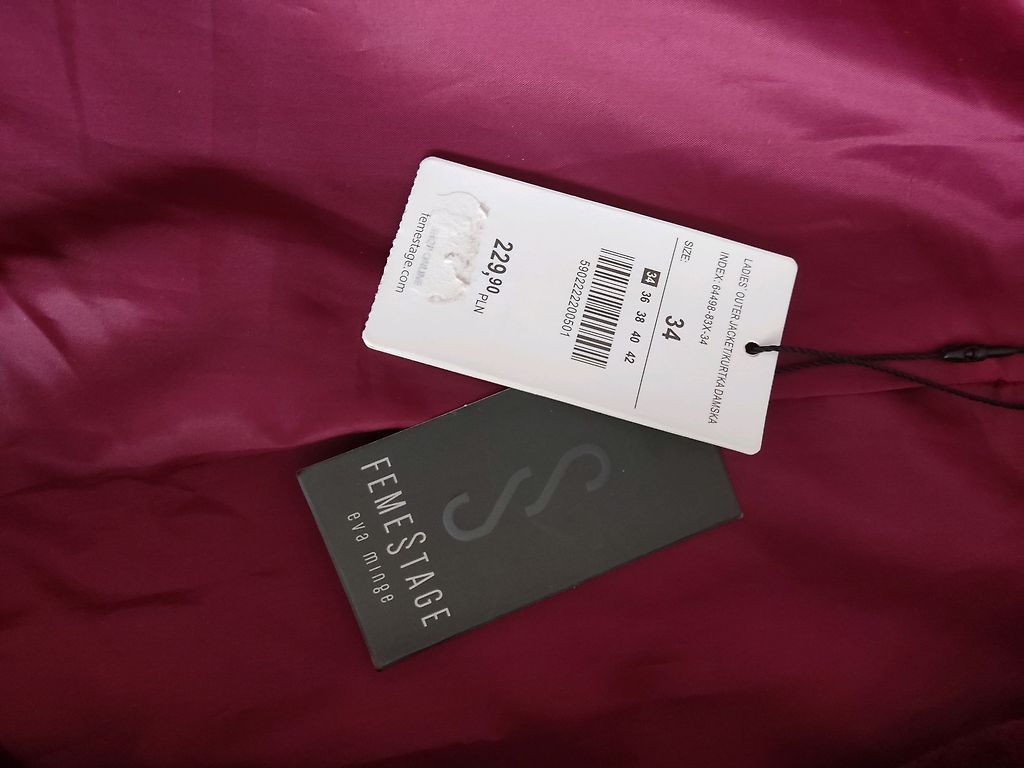 LADIES' OUTER JACKET/KURTKA DAMSKA
INDEX: 64498-83X-34
SIZE:
34
34 36 38 40 42
5902222200501
229,90 PLN
femestage.com
FEMESTAGE
eva minge